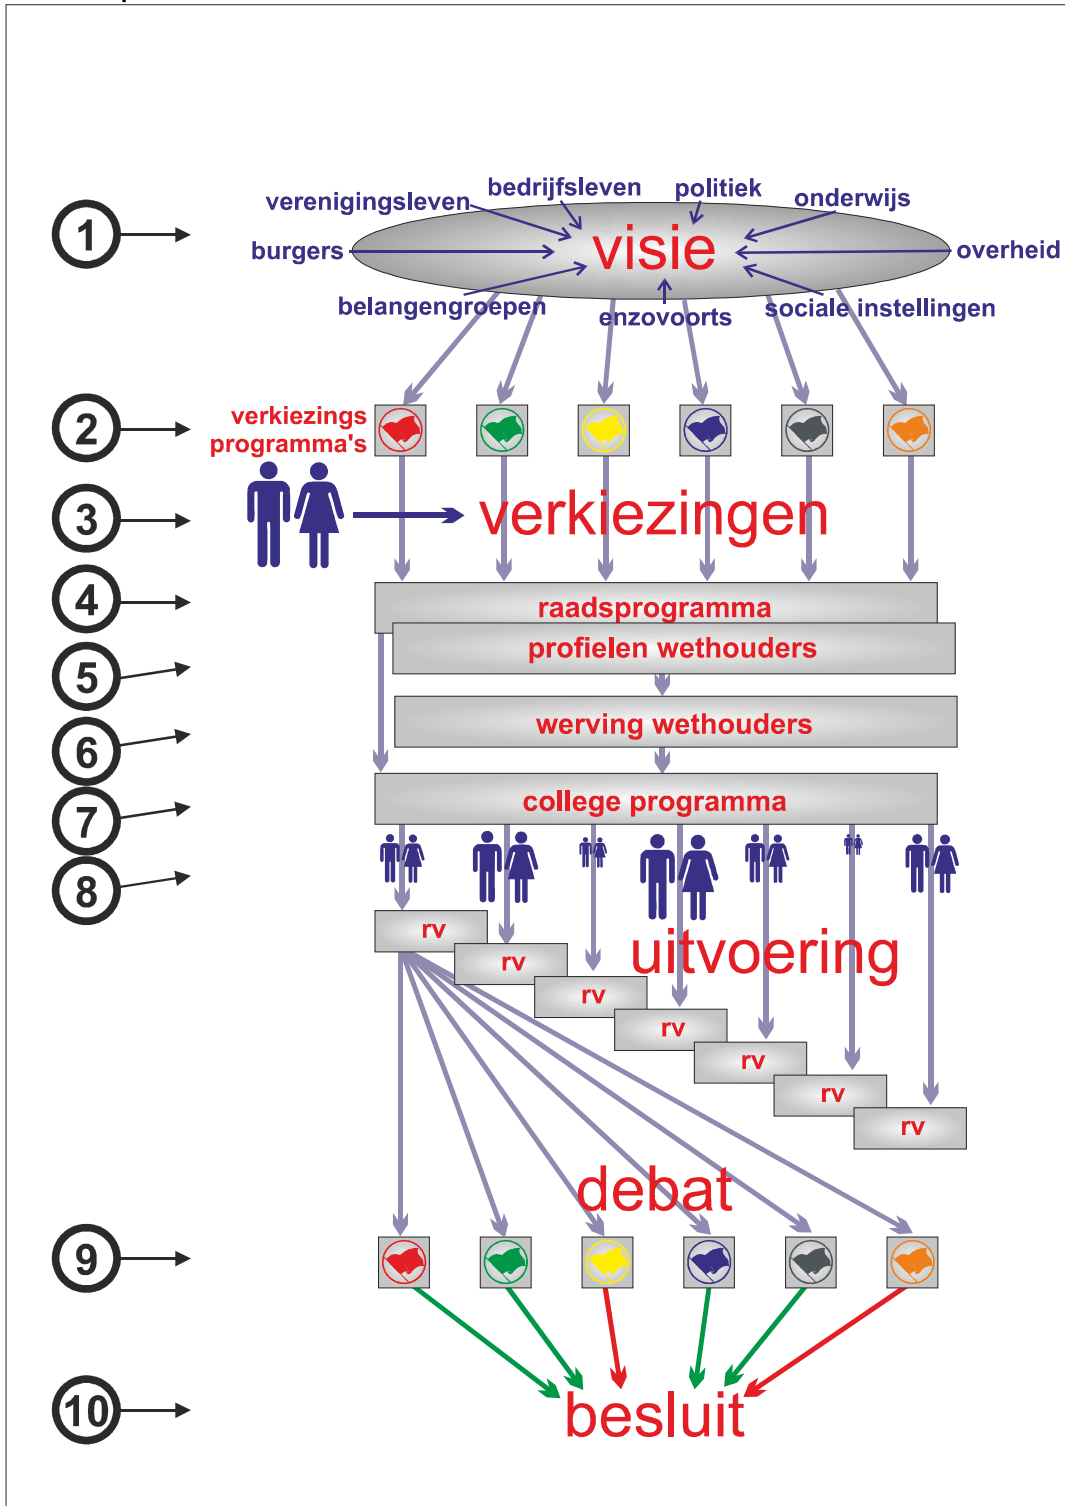 bedrijfsleven
politiek
verenigingsleven
onderwijs
1
visie
burgers
overheid
belangengroepen
enzovoorts
sociale instellingen
2
verkiezings
programma's
3
verkiezingen
4
raadsprogramma
profielen wethouders
5
werving wethouders
6
college programma
7
8
rv
uitvoering
rv
rv
rv
rv
rv
rv
debat
9
10
besluit